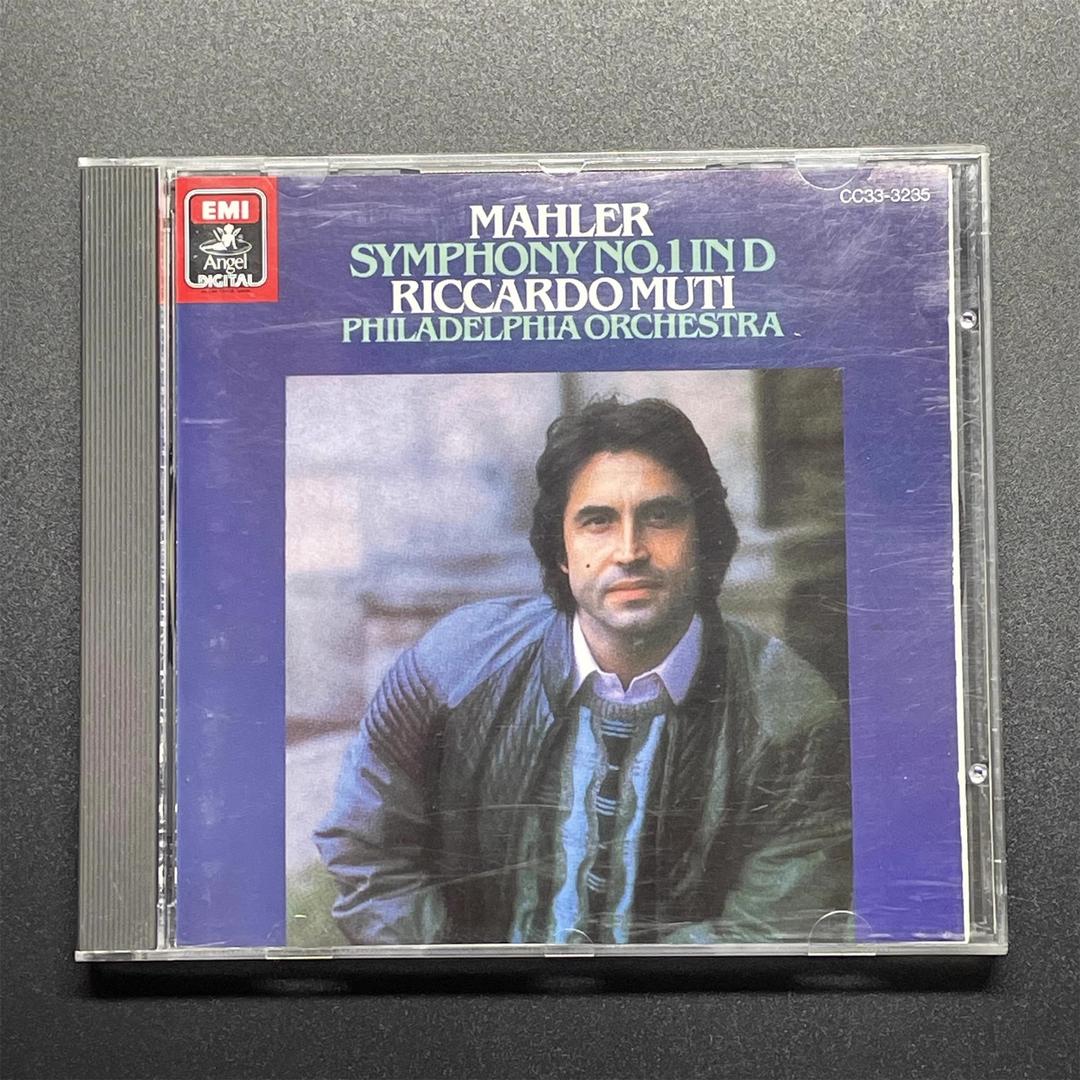 EMI
Angel
DIGITAL
CC33-3235
MAHLER
SYMPHONY NO.1 IN D
RICCARDO MUTI
PHILADELPHIA ORCHESTRA